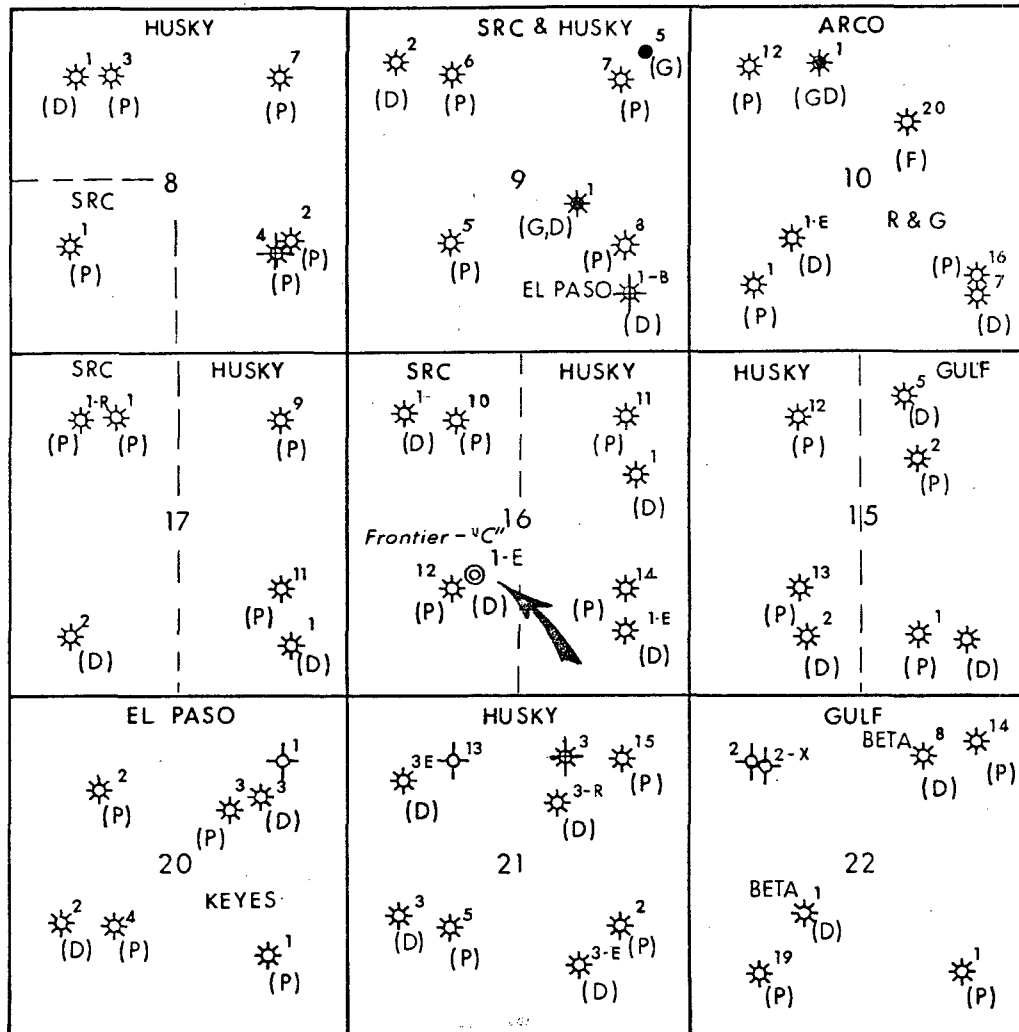 HUSKY
1 3 7
(D) (P) (P)
8
SRC
1 4 2
(P) (P) (P)
SRC & HUSKY
2 6 7 5
(D) (P) (P) (G)
9
1
(G,D)
5 8
(P) (P)
EL PASO 1-B
(D)
ARCO
12 1
(P) (GD)
20
(F)
10
R & G
1-E
(D)
1
(P)
(P) 16
7
(D)
SRC HUSKY
1-R 1 9
(P) (P) (P)
17
11
(P)
2 1
(D) (D)
SRC HUSKY
1- 10 11
(D) (P) (P)
1
(D)
16
Frontier - "C"
1-E
12 14
(P) (D) (P)
1-E
(D)
HUSKY GULF
5
(D)
12
(P)
2
(P)
15
13
(P)
2 1
(D) (P) (D)
EL PASO
1
2 3 3
(P) (P) (D)
20
KEYES
2 4
(D) (P)
1
(P)
HUSKY
3E 13 3 15
(D) (P)
3-R
(D)
21
3 5 2
(D) (P) (P)
3-E
(D)
GULF
2 2-X
BETA 8 14
(D) (P)
22
BETA 1
(D)
19 1
(P) (P)